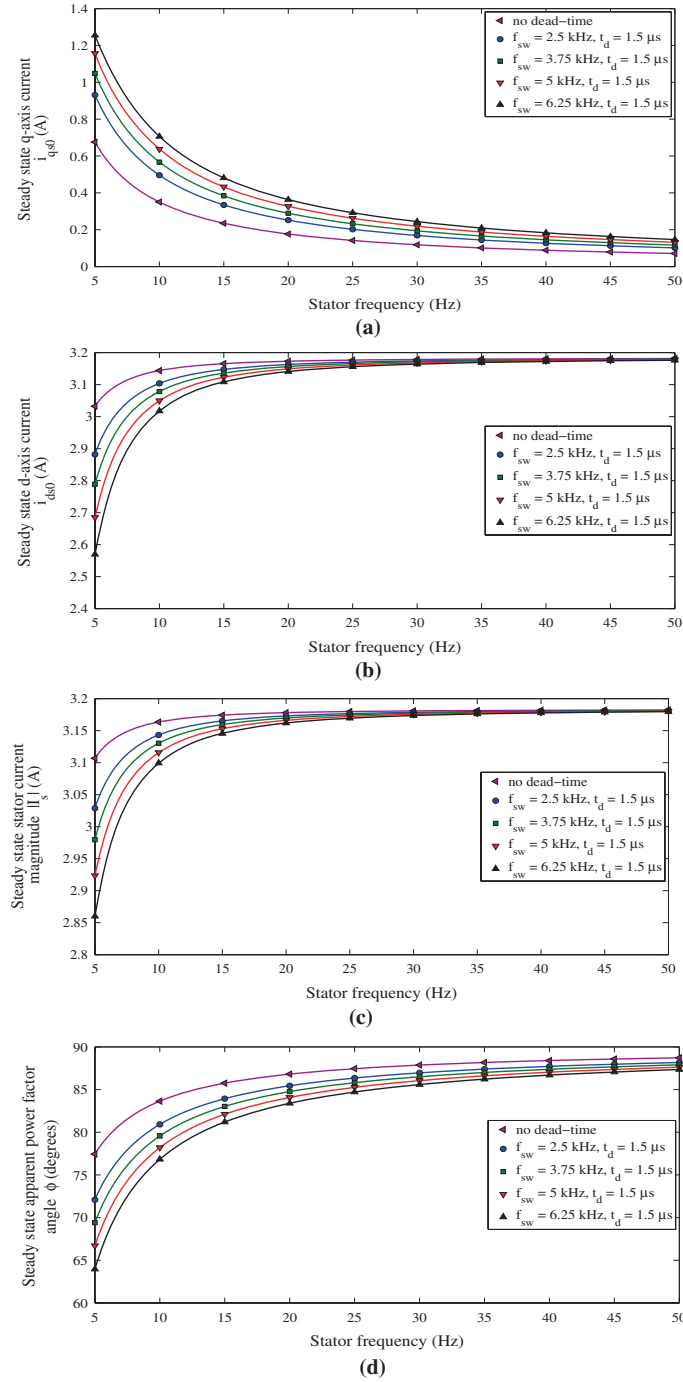 1.4
1.2
1
0.8
0.6
0.4
0.2
0
Steady state q-axis current
i_qs0 (A)
no dead−time
f_sw = 2.5 kHz, t_d = 1.5 µs
f_sw = 3.75 kHz, t_d = 1.5 µs
f_sw = 5 kHz, t_d = 1.5 µs
f_sw = 6.25 kHz, t_d = 1.5 µs
5 10 15 20 25 30 35 40 45 50
Stator frequency (Hz)
(a)
3.2
3.1
3
2.9
2.8
2.7
2.6
2.5
2.4
Steady state d-axis current
i_ds0 (A)
no dead−time
f_sw = 2.5 kHz, t_d = 1.5 µs
f_sw = 3.75 kHz, t_d = 1.5 µs
f_sw = 5 kHz, t_d = 1.5 µs
f_sw = 6.25 kHz, t_d = 1.5 µs
5 10 15 20 25 30 35 40 45 50
Stator frequency (Hz)
(b)
3.2
3.15
3.1
3.05
3
2.95
2.9
2.85
2.8
Steady state stator current
magnitude |I_s| (A)
no dead−time
f_sw = 2.5 kHz, t_d = 1.5 µs
f_sw = 3.75 kHz, t_d = 1.5 µs
f_sw = 5 kHz, t_d = 1.5 µs
f_sw = 6.25 kHz, t_d = 1.5 µs
5 10 15 20 25 30 35 40 45 50
Stator frequency (Hz)
(c)
90
85
80
75
70
65
60
Steady state apparent power factor
angle ϕ (degrees)
no dead−time
f_sw = 2.5 kHz, t_d = 1.5 µs
f_sw = 3.75 kHz, t_d = 1.5 µs
f_sw = 5 kHz, t_d = 1.5 µs
f_sw = 6.25 kHz, t_d = 1.5 µs
5 10 15 20 25 30 35 40 45 50
Stator frequency (Hz)
(d)